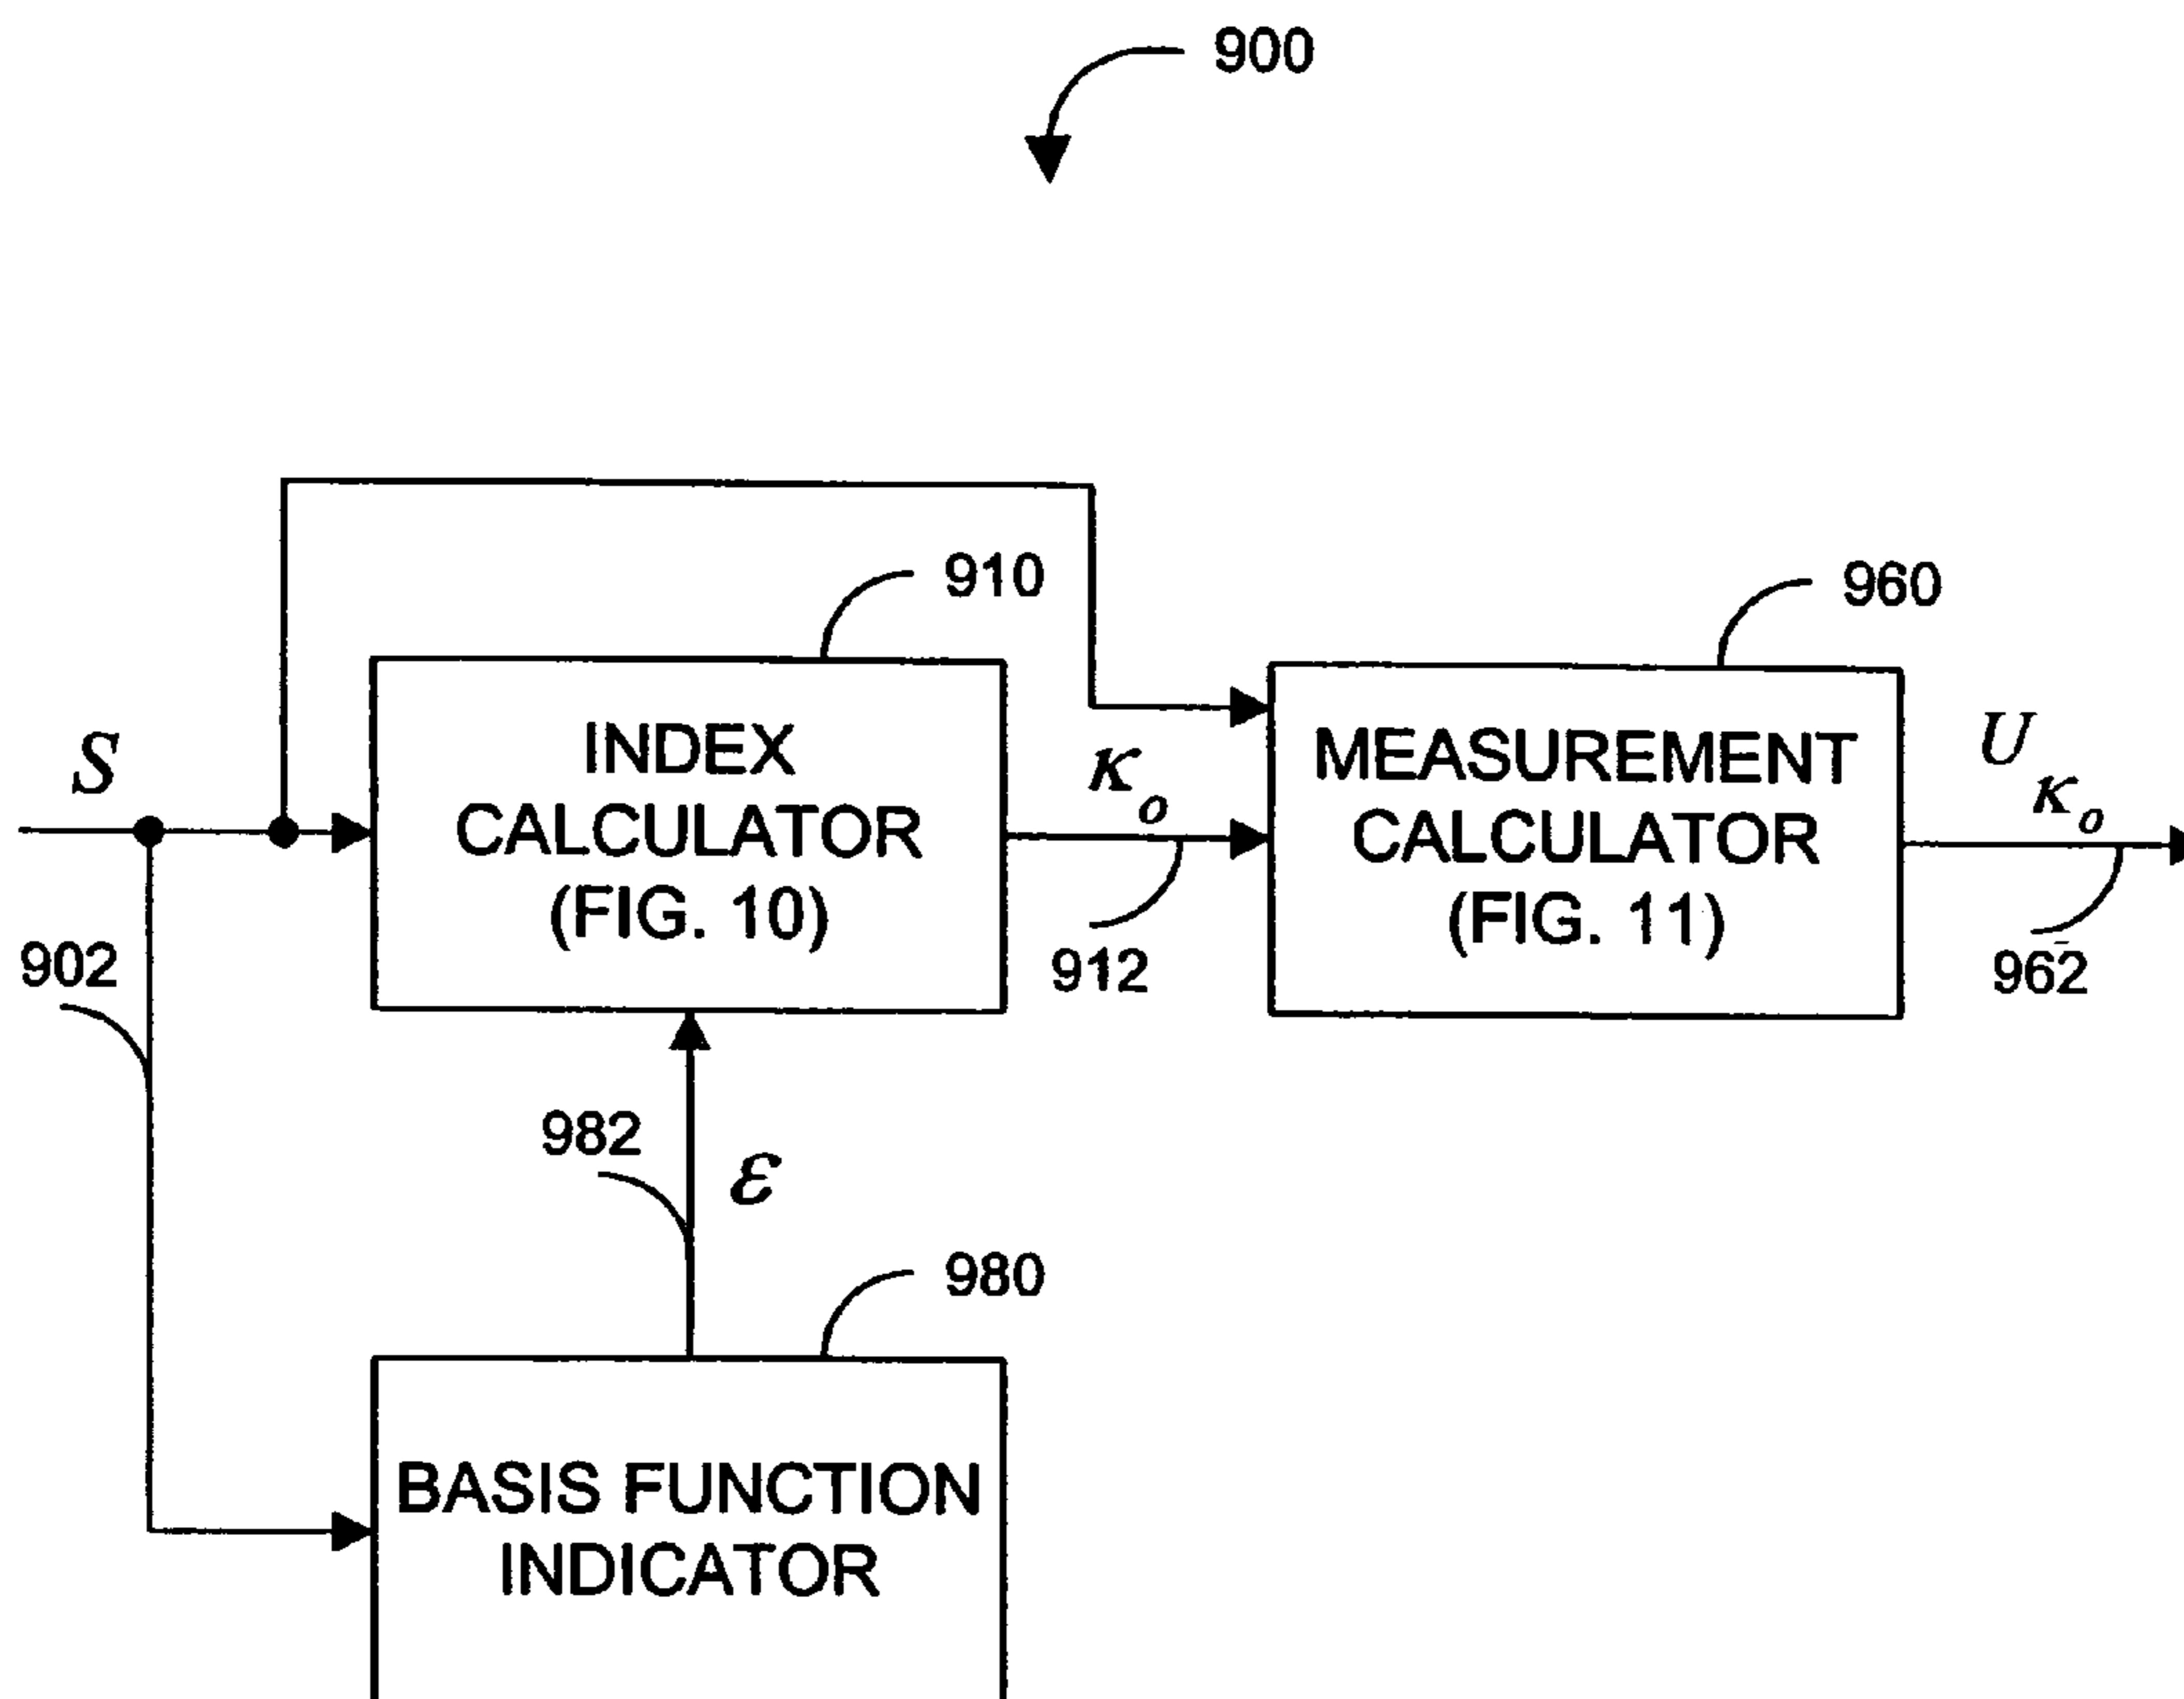 900
910
960
S
INDEX
CALCULATOR
(FIG. 10)
κo
MEASUREMENT
CALCULATOR
(FIG. 11)
Uκo
902
912
962
982
ε
980
BASIS FUNCTION
INDICATOR